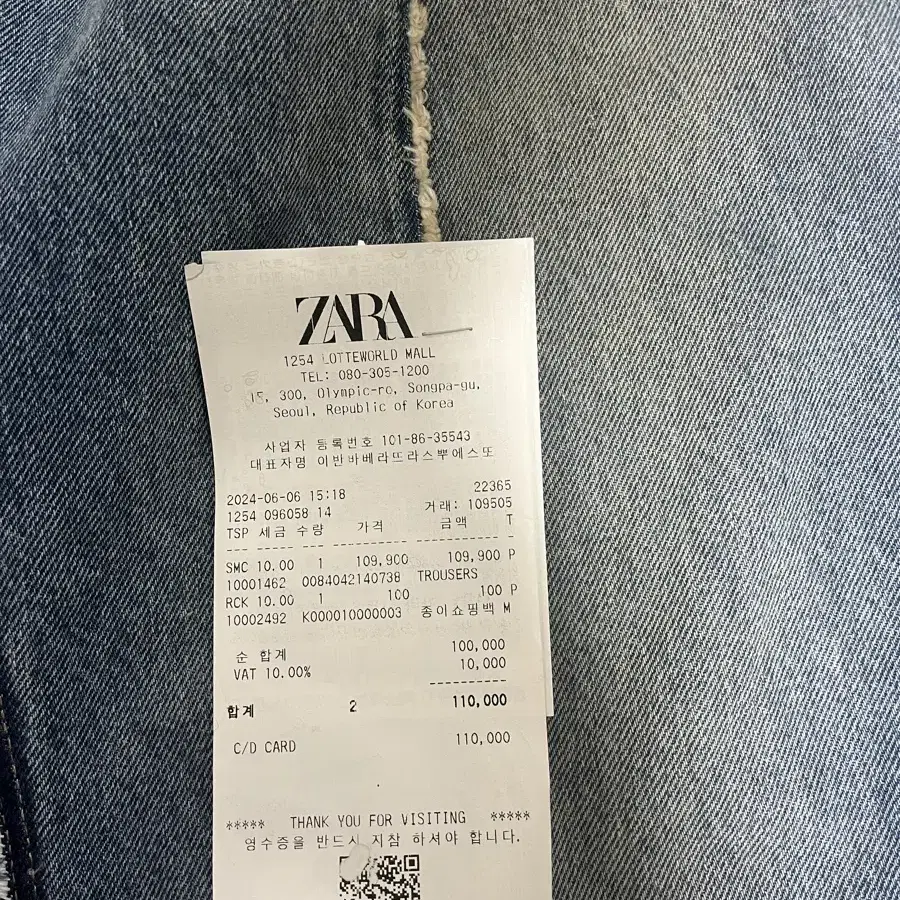 ZARA
1254 LOTTEWORLD MALL
TEL: 080-305-1200
15, 300, Olympic-ro, Songpa-gu,
Seoul, Republic of Korea
사업자 등록번호 101-86-35543
대표자명 이반바베라뜨라스뿌에스또
2024-06-06 15:18 22365
1254 096058 14 거래: 109505
TSP 세금 수량 가격 금액 T
SMC 10.00 1 109,900 109,900 P
10001462 0084042140738 TROUSERS
RCK 10.00 1 100 100 P
10002492 K000010000003 종이쇼핑백 M
순 합계 100,000
VAT 10.00% 10,000
합계 2 110,000
C/D CARD 110,000
***** THANK YOU FOR VISITING *****
영수증을 반드시 지참 하셔야 합니다.